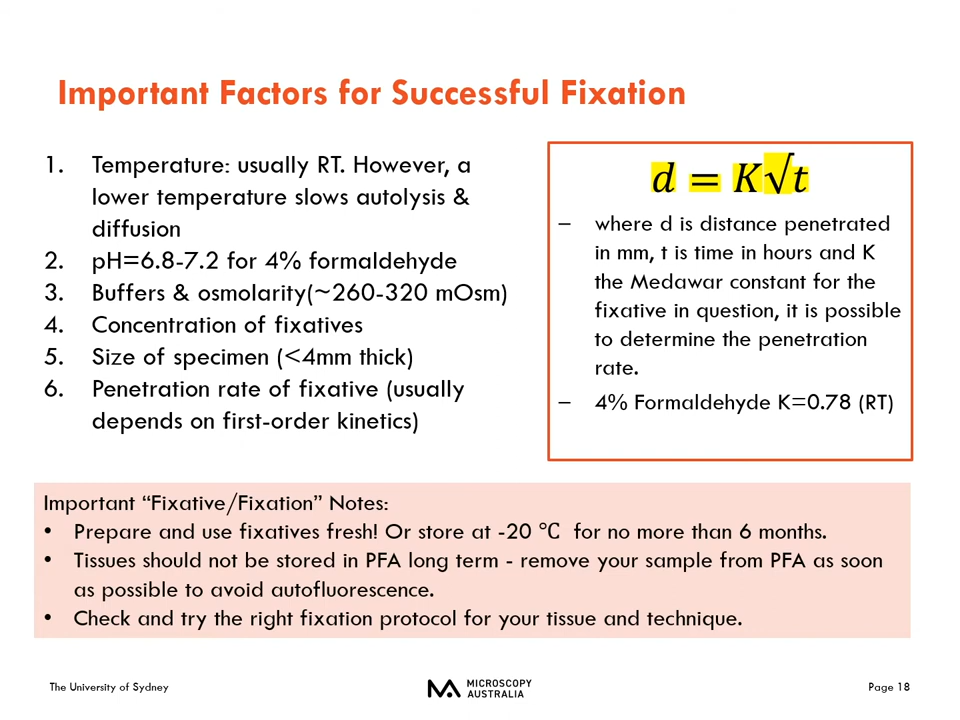 Important Factors for Successful Fixation
1. Temperature: usually RT. However, a
lower temperature slows autolysis &
diffusion
2. pH=6.8-7.2 for 4% formaldehyde
3. Buffers & osmolarity(~260-320 mOsm)
4. Concentration of fixatives
5. Size of specimen (<4mm thick)
6. Penetration rate of fixative (usually
depends on first-order kinetics)
d = K√t
– where d is distance penetrated
in mm, t is time in hours and K
the Medawar constant for the
fixative in question, it is possible
to determine the penetration
rate.
– 4% Formaldehyde K=0.78 (RT)
Important “Fixative/Fixation” Notes:
• Prepare and use fixatives fresh! Or store at -20 ℃ for no more than 6 months.
• Tissues should not be stored in PFA long term - remove your sample from PFA as soon
as possible to avoid autofluorescence.
• Check and try the right fixation protocol for your tissue and technique.
The University of Sydney
MICROSCOPY
AUSTRALIA
Page 18